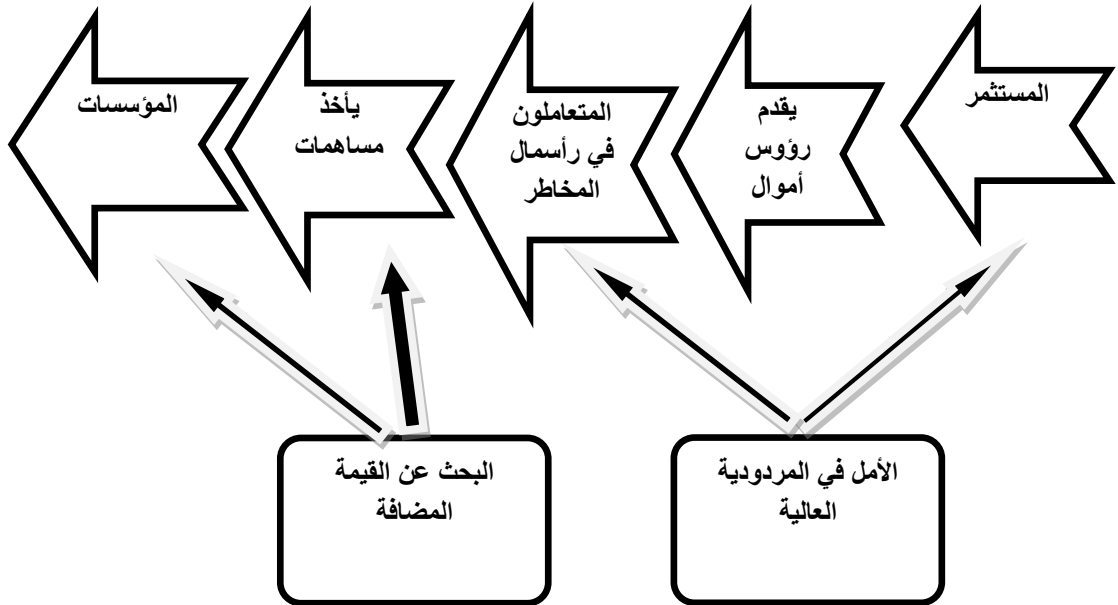 المستثمر
يقدم
رؤوس
أموال
المتعاملون
في رأسمال
المخاطر
يأخذ
مساهمات
المؤسسات
الأمل في المردودية
العالية
البحث عن القيمة
المضافة